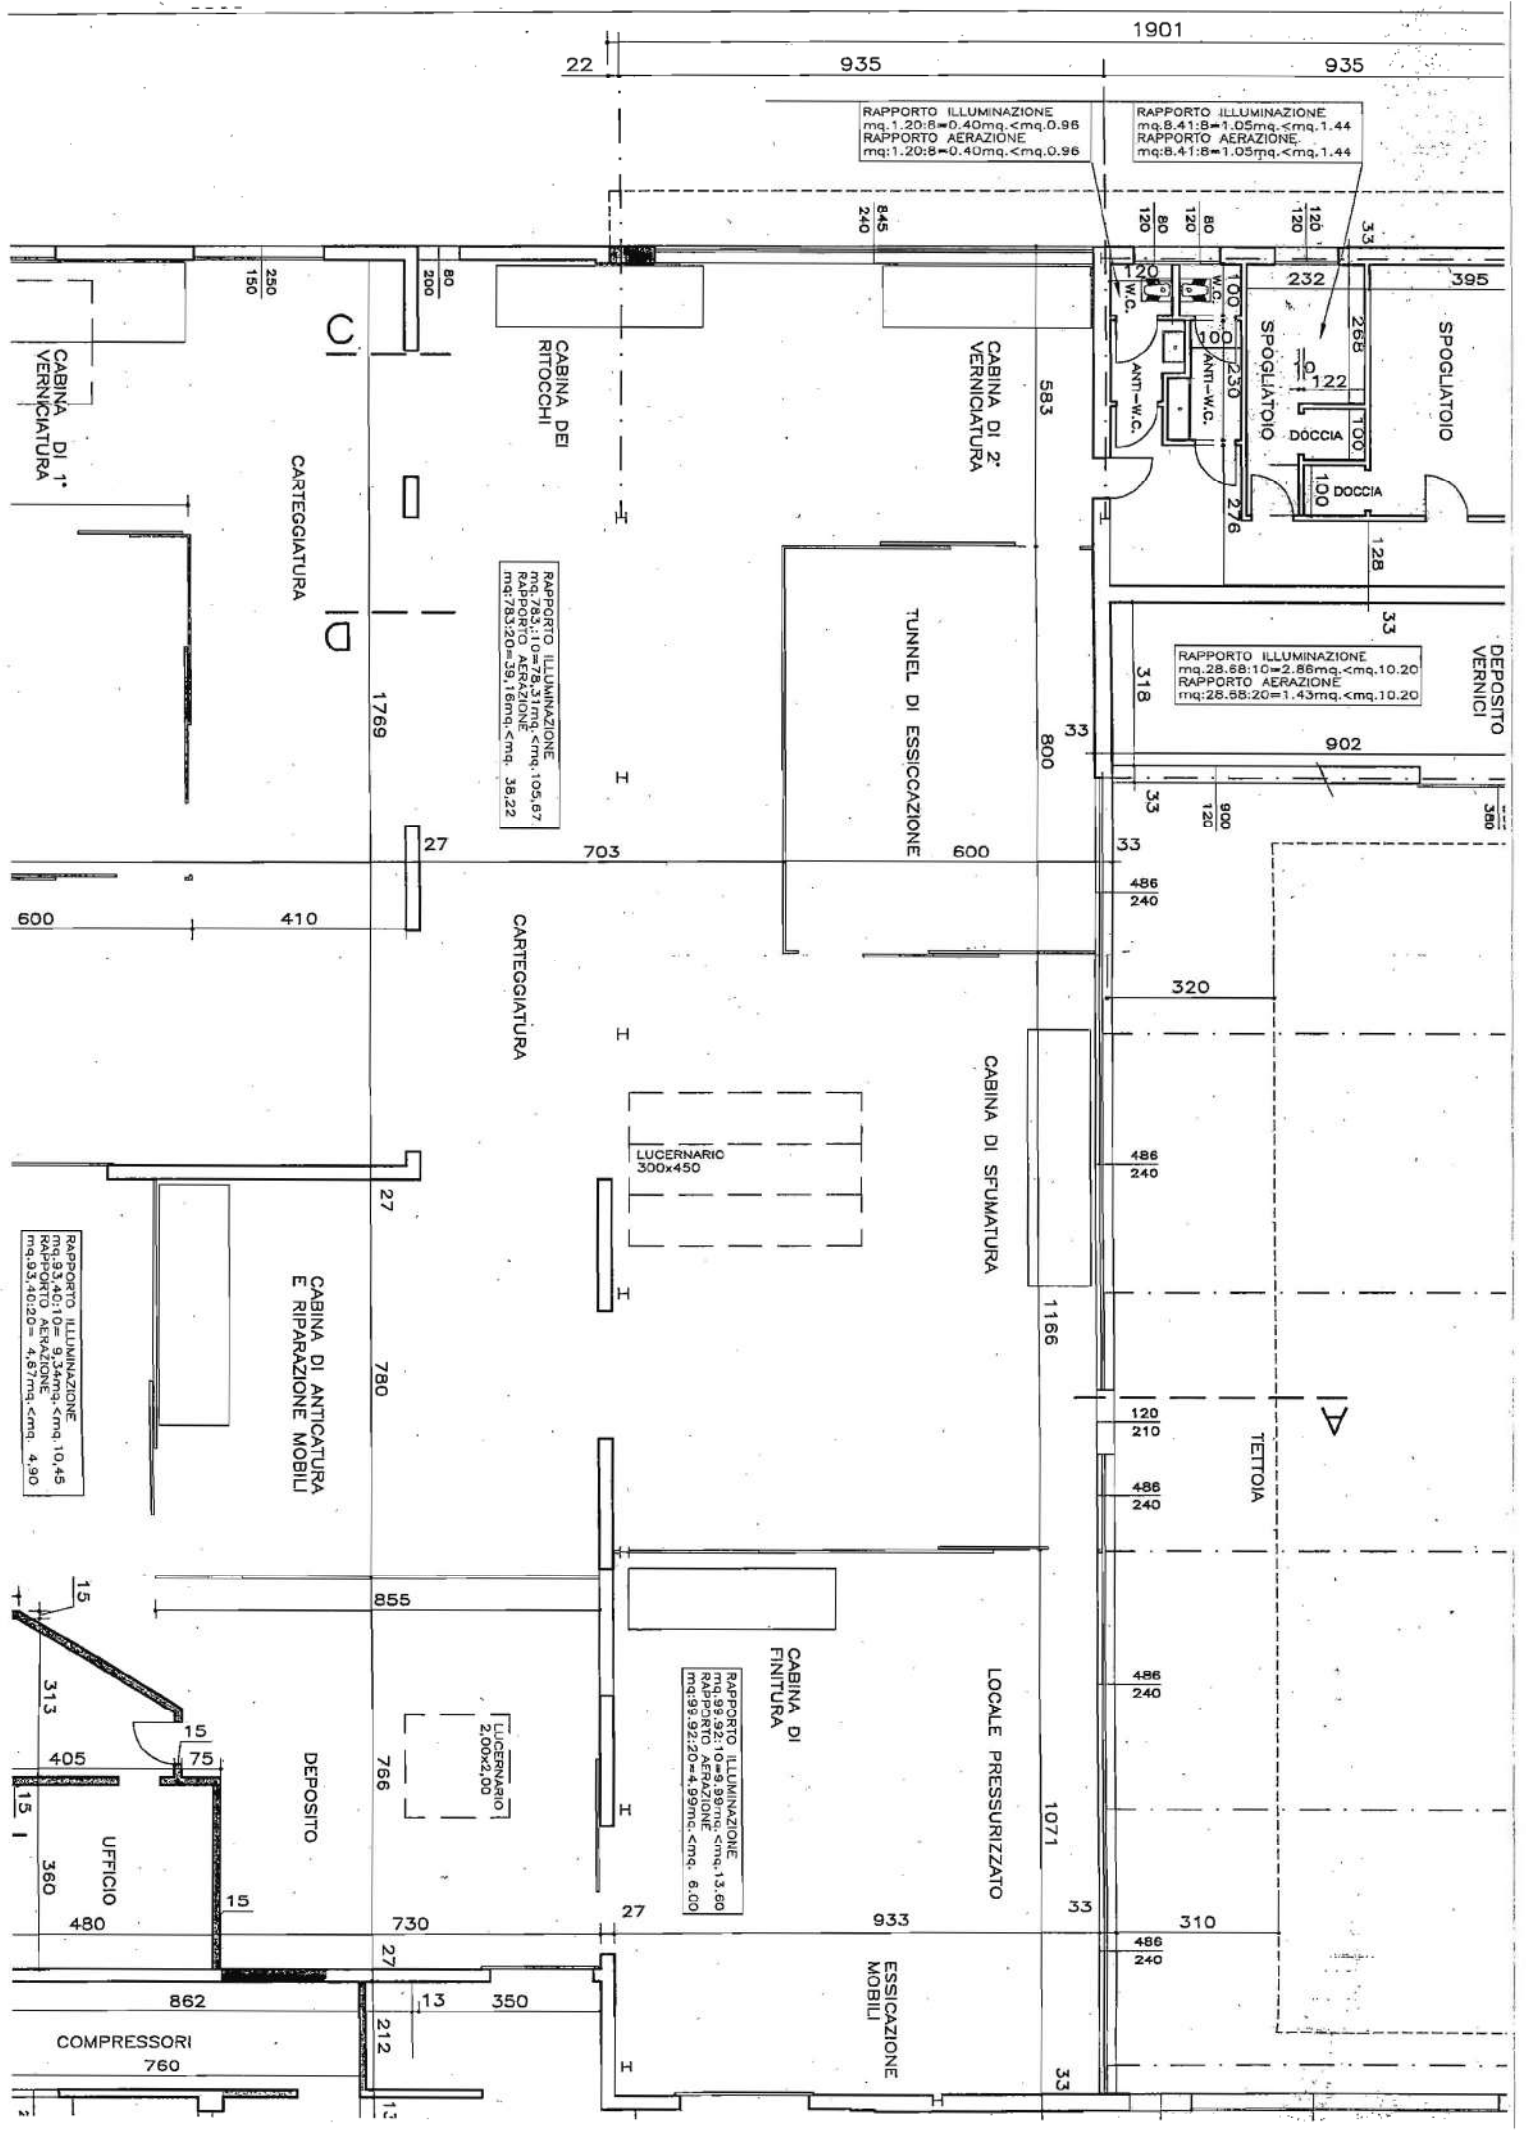 1901
22
935
935
RAPPORTO ILLUMINAZIONE
mq.1.20:8=0.40mq.<mq.0.96
RAPPORTO AERAZIONE
mq:1.20:8=0.40mq.<mq.0.96
RAPPORTO ILLUMINAZIONE
mq.8.41:8=1.05mq.<mq.1.44
RAPPORTO AERAZIONE
mq:8.41:8=1.05mq.<mq.1.44
845
240
80
120
80
120
120
120
33
250
150
80
200
120
W.C.
W.C.
100
232
395
268
C
CABINA DI 1ª
VERNICIATURA
CABINA DEI
RITOCCHI
CABINA DI 2ª
VERNICIATURA
583
100
ANTI-W.C.
ANTI-W.C.
230
SPOGLIATOIO
10
122
SPOGLIATOIO
DOCCIA
100
100
DOCCIA
276
128
33
CARTEGGIATURA
D
1769
RAPPORTO ILLUMINAZIONE
mq.783,:10=78,31mq.<mq.105,67
RAPPORTO AERAZIONE
mq:783:20=39,16mq.<mq. 38,22
TUNNEL DI ESSICCAZIONE
800
33
318
RAPPORTO ILLUMINAZIONE
mq.28.68:10=2.86mq.<mq.10.20
RAPPORTO AERAZIONE
mq:28.68:20=1.43mq.<mq.10.20
DEPOSITO
VERNICI
902
33
900
120
380
27
703
600
33
486
240
600
410
CARTEGGIATURA
320
LUCERNARIO
300x450
CABINA DI SFUMATURA
486
240
27
RAPPORTO ILLUMINAZIONE
mq.93,40:10= 9,34mq.<mq.10,45
RAPPORTO AERAZIONE
mq.93,40:20= 4,67mq.<mq. 4,90
CABINA DI ANTICATURA
E RIPARAZIONE MOBILI
780
1166
A
120
210
TETTOIA
486
240
15
855
313
15
405
75
15
UFFICIO
360
DEPOSITO
766
LUCERNARIO
2,00x2,00
CABINA DI
FINITURA
RAPPORTO ILLUMINAZIONE
mq.99.92:10=9.99mq.<mq.13.60
RAPPORTO AERAZIONE
mq:99.92:20=4.99mq.<mq. 6.00
LOCALE PRESSURIZZATO
1071
486
240
15
480
730
27
933
33
310
27
486
240
862
13
350
ESSICAZIONE
MOBILI
COMPRESSORI
212
760
33
13
2